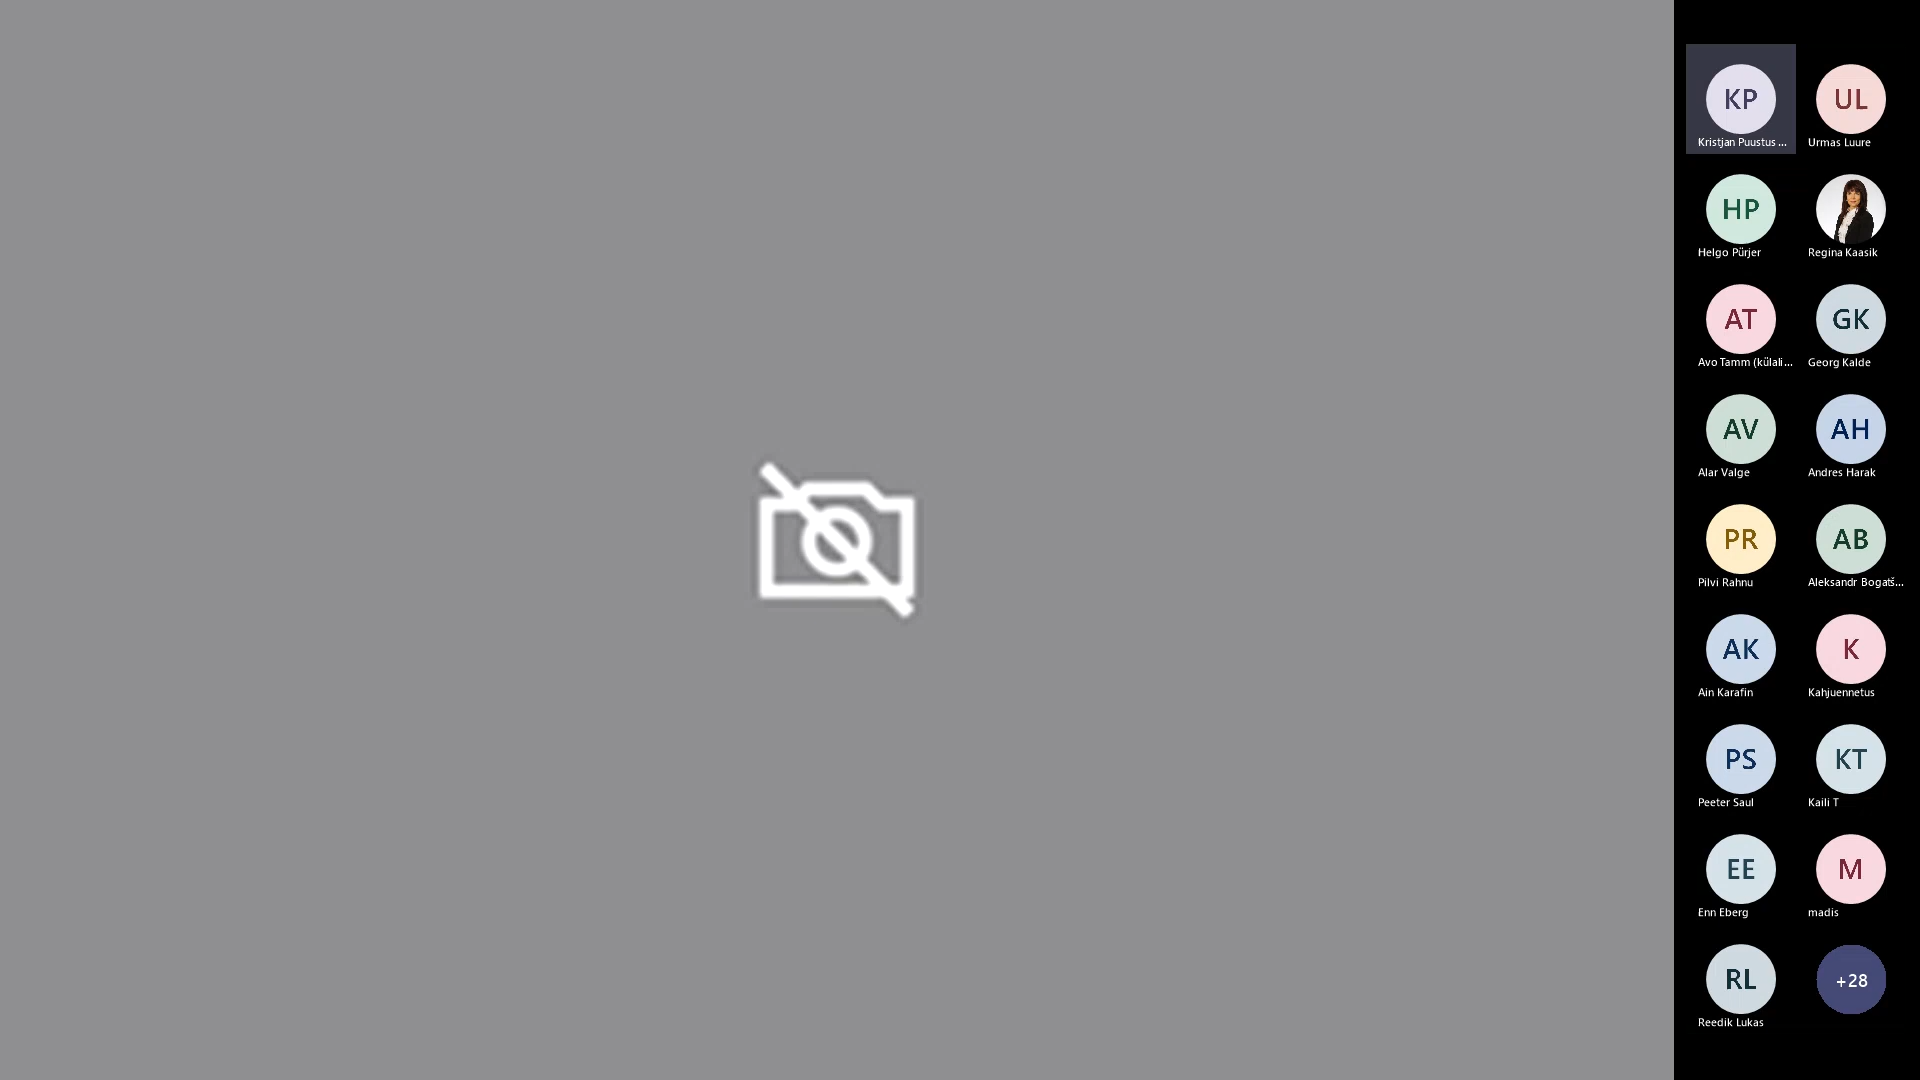 KP
UL
Kristjan Puustus ...
Urmas Luure
HP
Helgo Pürjer
Regina Kaasik
AT
GK
Avo Tamm (külali...
Georg Kalde
AV
AH
Alar Valge
Andres Harak
PR
AB
Pilvi Rahnu
Aleksandr Bogatš...
AK
K
Ain Karafin
Kahjuennetus
PS
KT
Peeter Saul
Kaili T
EE
M
Enn Eberg
madis
RL
+28
Reedik Lukas